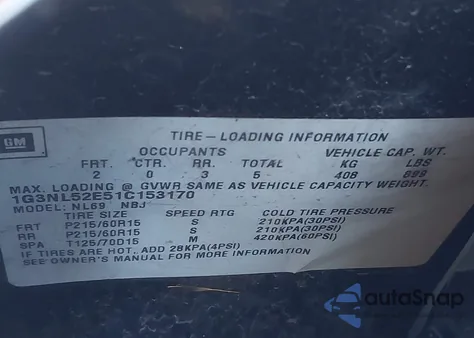 GM
TIRE-LOADING INFORMATION
OCCUPANTS VEHICLE CAP. WT.
FRT. CTR. RR. TOTAL KG LBS
2 0 3 5 408 899
MAX. LOADING @ GVWR SAME AS VEHICLE CAPACITY WEIGHT.
1G3NL52E51C153170
MODEL: NL69 NBJ
TIRE SIZE SPEED RTG COLD TIRE PRESSURE
FRT P215/60R15 S 210KPA(30PSI)
RR P215/60R15 S 210KPA(30PSI)
SPA T125/70D15 M 420KPA(60PSI)
IF TIRES ARE HOT, ADD 28KPA(4PSI)
SEE OWNER'S MANUAL FOR MORE INFORMATION
autoSnap